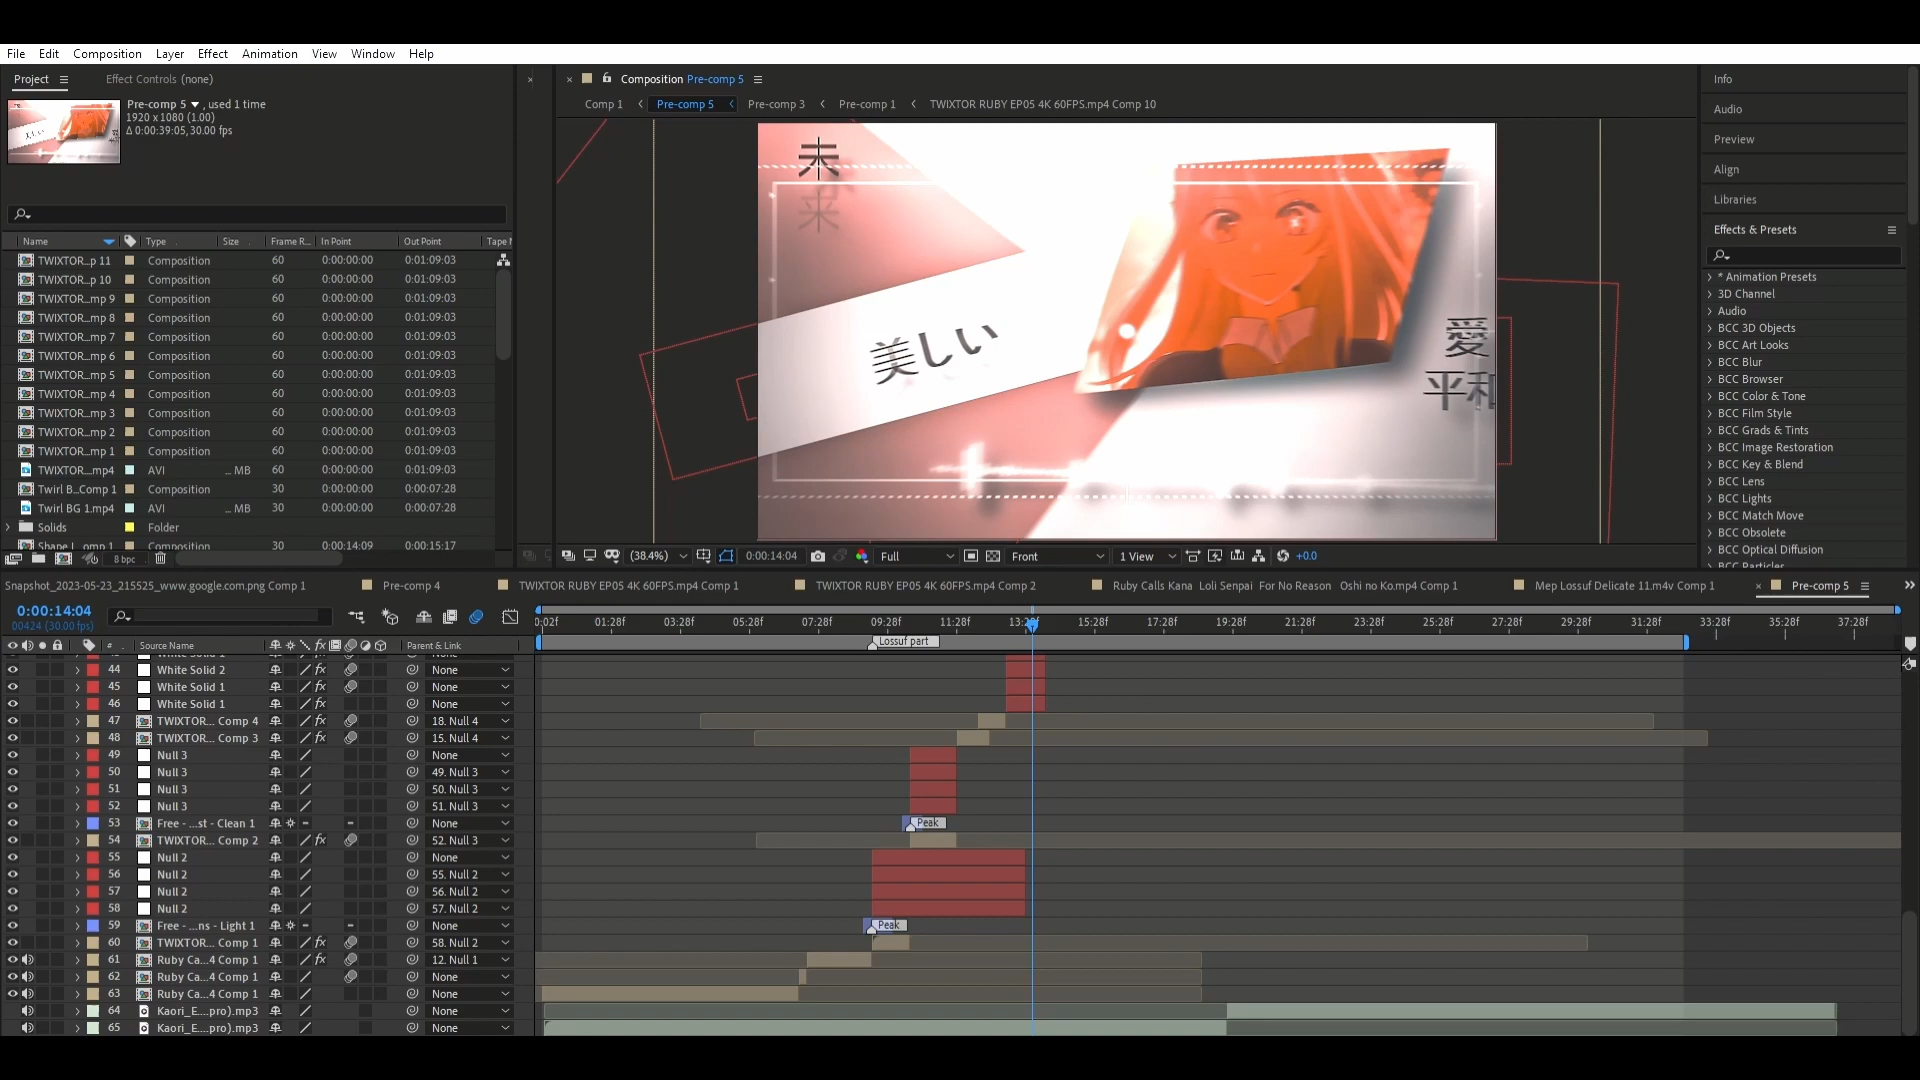 File Edit Composition Layer Effect Animation View Window Help
Project Effect Controls (none)
Pre-comp 5 , used 1 time
1920 x 1080 (1.00)
Δ 0:00:39:05, 30.00 fps
Name Type Size Frame R... In Point Out Point Tape
TWIXTOR...p 11 Composition 60 0:00:00:00 0:01:09:03
TWIXTOR...p 10 Composition 60 0:00:00:00 0:01:09:03
TWIXTOR...mp 9 Composition 60 0:00:00:00 0:01:09:03
TWIXTOR...mp 8 Composition 60 0:00:00:00 0:01:09:03
TWIXTOR...mp 7 Composition 60 0:00:00:00 0:01:09:03
TWIXTOR...mp 6 Composition 60 0:00:00:00 0:01:09:03
TWIXTOR...mp 5 Composition 60 0:00:00:00 0:01:09:03
TWIXTOR...mp 4 Composition 60 0:00:00:00 0:01:09:03
TWIXTOR...mp 3 Composition 60 0:00:00:00 0:01:09:03
TWIXTOR...mp 2 Composition 60 0:00:00:00 0:01:09:03
TWIXTOR...mp 1 Composition 60 0:00:00:00 0:01:09:03
TWIXTOR....mp4 AVI ... MB 60 0:00:00:00 0:01:09:03
Twirl B...Comp 1 Composition 30 0:00:00:00 0:00:07:28
Twirl BG 1.mp4 AVI ... MB 30 0:00:00:00 0:00:07:28
Solids Folder
Shape L...omp 1 Composition 30 0:00:14:09 0:00:15:17
8 bpc
Composition Pre-comp 5
Comp 1 Pre-comp 5 Pre-comp 3 Pre-comp 1 TWIXTOR RUBY EP05 4K 60FPS.mp4 Comp 10
未
来
美しい
愛
平和
(38.4%) 0:00:14:04 Full Front 1 View +0.0
Info
Audio
Preview
Align
Libraries
Effects & Presets
* Animation Presets
3D Channel
Audio
BCC 3D Objects
BCC Art Looks
BCC Blur
BCC Browser
BCC Color & Tone
BCC Film Style
BCC Grads & Tints
BCC Image Restoration
BCC Key & Blend
BCC Lens
BCC Lights
BCC Match Move
BCC Obsolete
BCC Optical Diffusion
BCC Particles
Snapshot_2023-05-23_215525_www.google.com.png Comp 1 Pre-comp 4 TWIXTOR RUBY EP05 4K 60FPS.mp4 Comp 1 TWIXTOR RUBY EP05 4K 60FPS.mp4 Comp 2 Ruby Calls Kana Loli Senpai For No Reason Oshi no Ko.mp4 Comp 1 Mep Lossuf Delicate 11.m4v Comp 1 Pre-comp 5
0:00:14:04
00424 (30.00 fps)
0:02f 01:28f 03:28f 05:28f 07:28f 09:28f 11:28f 13:28f 15:28f 17:28f 19:28f 21:28f 23:28f 25:28f 27:28f 29:28f 31:28f 33:28f 35:28f 37:28f
# Source Name fx Parent & Link
Lossuf part
44 White Solid 2 fx None
45 White Solid 1 fx None
46 White Solid 1 fx None
47 TWIXTOR... Comp 4 fx 18. Null 4
48 TWIXTOR... Comp 3 fx 15. Null 4
49 Null 3 None
50 Null 3 49. Null 3
51 Null 3 50. Null 3
52 Null 3 51. Null 3
53 Free - ...st - Clean 1 None Peak
54 TWIXTOR... Comp 2 fx 52. Null 3
55 Null 2 None
56 Null 2 55. Null 2
57 Null 2 56. Null 2
58 Null 2 57. Null 2
59 Free - ...ns - Light 1 None Peak
60 TWIXTOR... Comp 1 fx 58. Null 2
61 Ruby Ca...4 Comp 1 fx 12. Null 1
62 Ruby Ca...4 Comp 1 None
63 Ruby Ca...4 Comp 1 None
64 Kaori_E....pro).mp3 None
65 Kaori_E....pro).mp3 None